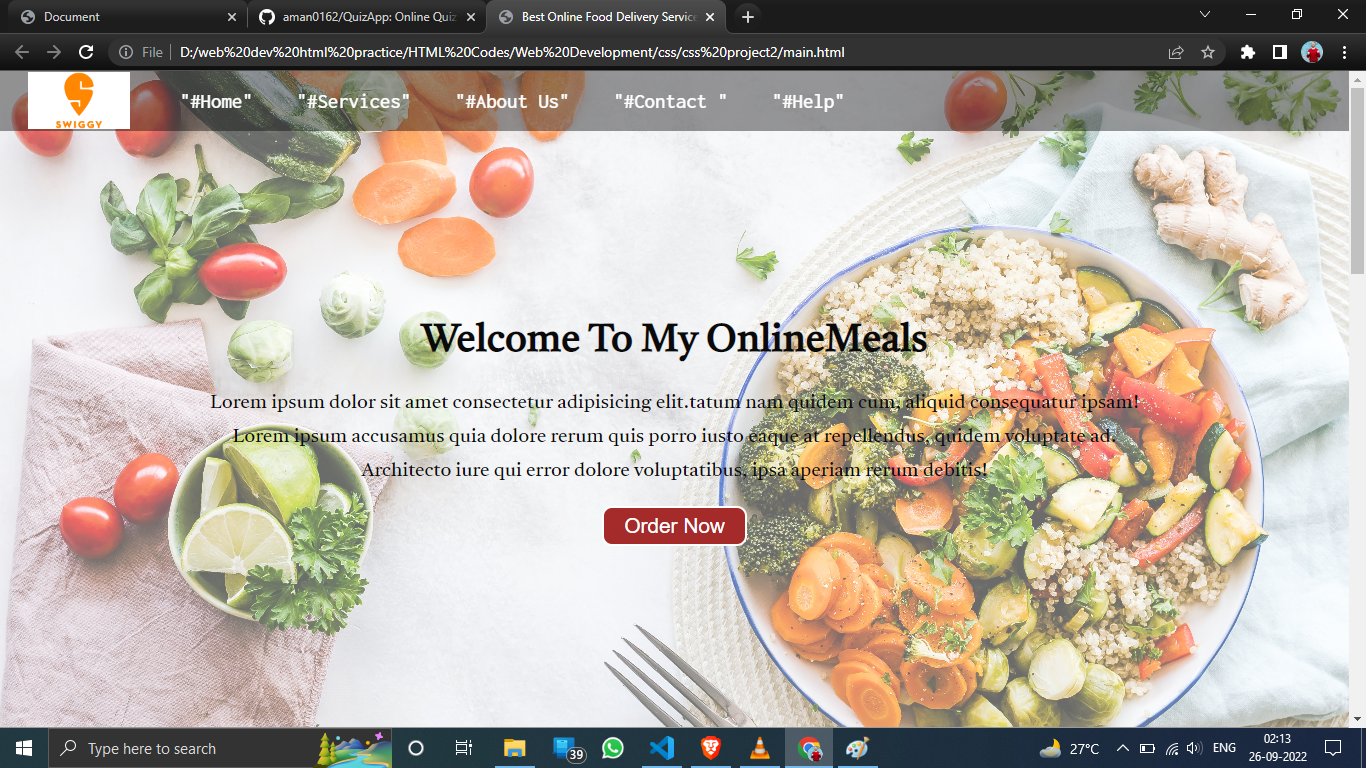 Document
aman0162/QuizApp: Online Quiz
Best Online Food Delivery Service
File
D:/web%20dev%20html%20practice/HTML%20Codes/Web%20Development/css/css%20project2/main.html
SWIGGY
"#Home" "#Services" "#About Us" "#Contact " "#Help"
Welcome To My OnlineMeals
Lorem ipsum dolor sit amet consectetur adipisicing elit.tatum nam quidem cum, aliquid consequatur ipsam!
Lorem ipsum accusamus quia dolore rerum quis porro iusto eaque at repellendus, quidem voluptate ad.
Architecto iure qui error dolore voluptatibus, ipsa aperiam rerum debitis!
Order Now
Type here to search
39
27°C
ENG
02:13
26-09-2022